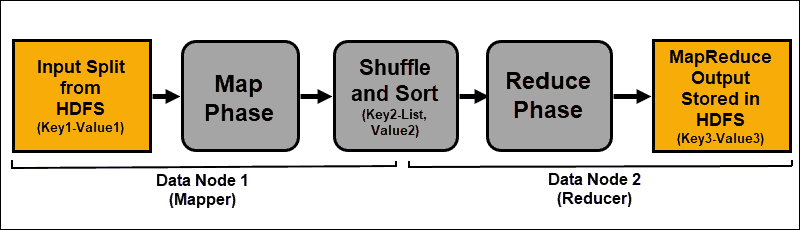 Input Split
from
HDFS
(Key1-Value1)
Map
Phase
Shuffle
and Sort
(Key2-List,
Value2)
Reduce
Phase
MapReduce
Output
Stored in
HDFS
(Key3-Value3)
Data Node 1
(Mapper)
Data Node 2
(Reducer)